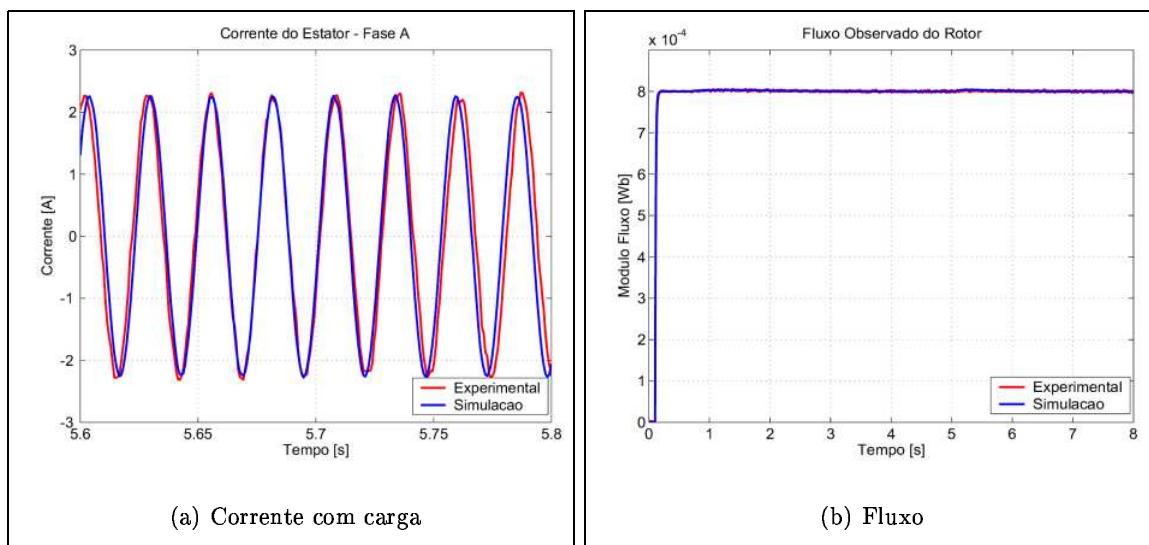 Corrente do Estator - Fase A
3
2
1
0
-1
-2
-3
Corrente [A]
5.6
5.65
5.7
5.75
5.8
Tempo [s]
Experimental
Simulacao
(a) Corrente com carga
Fluxo Observado do Rotor
x 10-4
8
9
8
7
6
5
4
3
2
1
0
Modulo Fluxo [Wb]
0 1 2 3 4 5 6 7 8
Tempo [s]
Experimental
Simulacao
(b) Fluxo